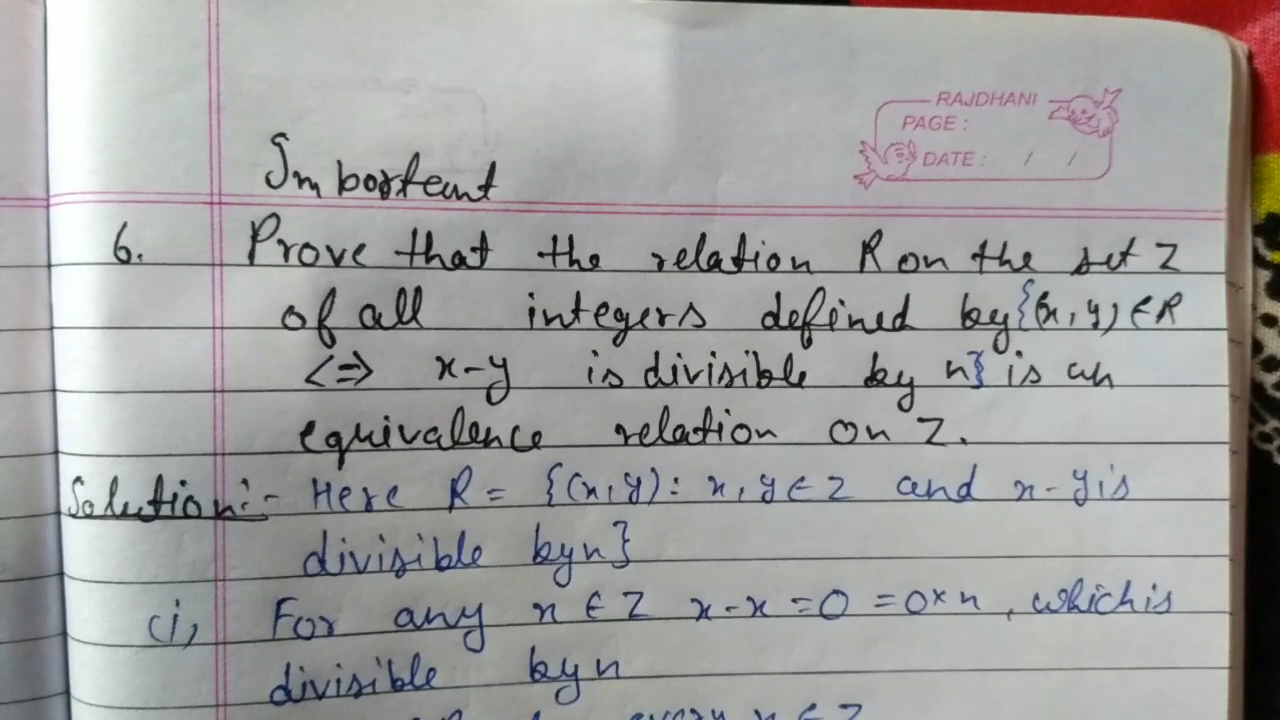 RAJDHANI
PAGE :
DATE : / /
Imbortant
6. Prove that the relation R on the set Z
of all integers defined by {(x, y) ∈ R
<=> x-y is divisible by n} is an
equivalence relation on Z.
Solution:- Here R = {(x, y) : x, y ∈ Z and x-y is
divisible by n}
(i) For any x ∈ Z x-x = 0 = 0×n, which is
divisible by n
every x ∈ Z